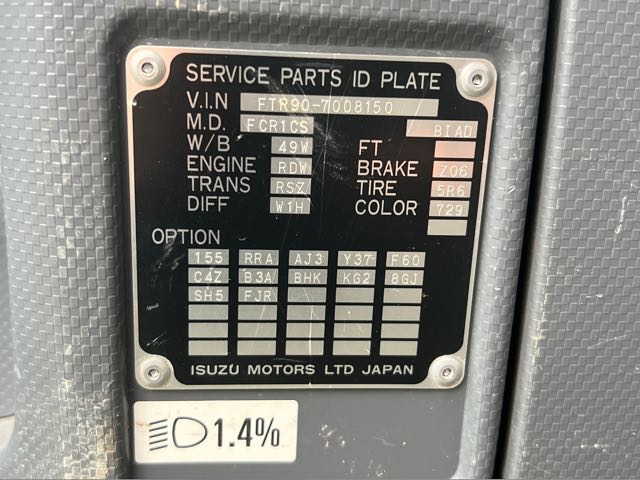 SERVICE PARTS ID PLATE
V.I.N FTR90-7008150
M.D. FCR1CS BIAD
W/B 49W FT
ENGINE RDW BRAKE Z06
TRANS RSZ TIRE 5R6
DIFF W1H COLOR 729
OPTION
155 RRA AJ3 Y37 F60
C4Z B3A BHK KG2 8GJ
SH5 FJR
ISUZU MOTORS LTD JAPAN
1.4%